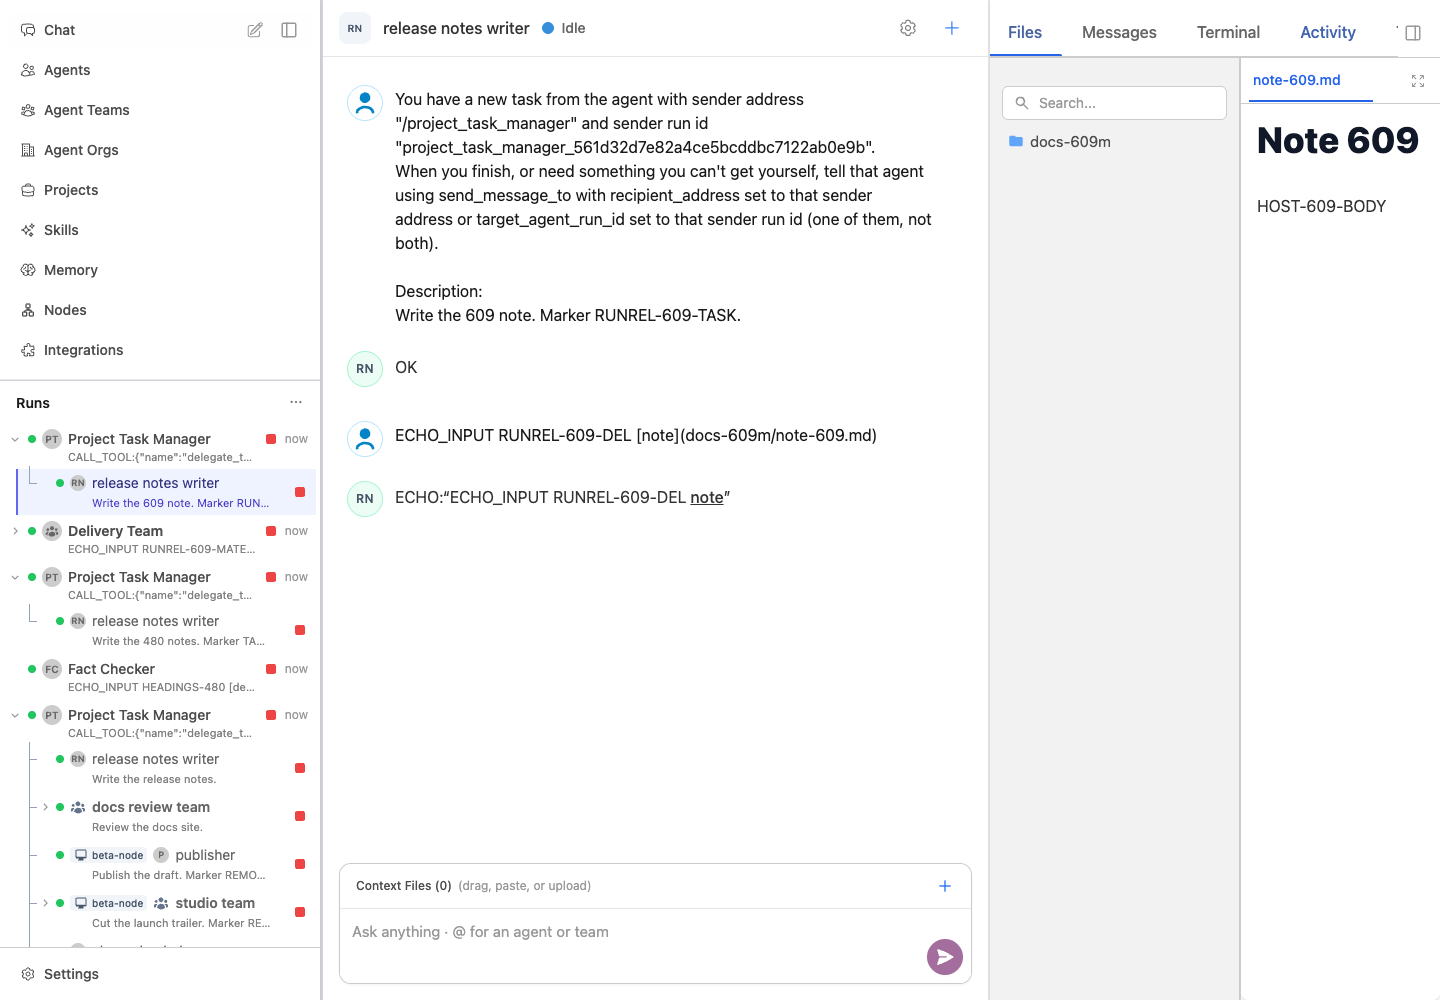 Chat
Agents
Agent Teams
Agent Orgs
Projects
Skills
Memory
Nodes
Integrations
Runs
PT Project Task Manager now
CALL_TOOL:{"name":"delegate_t...
RN release notes writer
Write the 609 note. Marker RUN...
Delivery Team now
ECHO_INPUT RUNREL-609-MATE...
PT Project Task Manager now
CALL_TOOL:{"name":"delegate_t...
RN release notes writer
Write the 480 notes. Marker TA...
FC Fact Checker now
ECHO_INPUT HEADINGS-480 [de...
PT Project Task Manager now
CALL_TOOL:{"name":"delegate_t...
RN release notes writer
Write the release notes.
docs review team
Review the docs site.
beta-node P publisher
Publish the draft. Marker REMO...
beta-node studio team
Cut the launch trailer. Marker RE...
Settings
RN release notes writer Idle
You have a new task from the agent with sender address
"/project_task_manager" and sender run id
"project_task_manager_561d32d7e82a4ce5bcddbc7122ab0e9b".
When you finish, or need something you can't get yourself, tell that agent
using send_message_to with recipient_address set to that sender
address or target_agent_run_id set to that sender run id (one of them, not
both).
Description:
Write the 609 note. Marker RUNREL-609-TASK.
RN OK
ECHO_INPUT RUNREL-609-DEL [note](docs-609m/note-609.md)
RN ECHO:“ECHO_INPUT RUNREL-609-DEL note”
Context Files (0) (drag, paste, or upload)
Ask anything · @ for an agent or team
Files Messages Terminal Activity
Search...
docs-609m
note-609.md
Note 609
HOST-609-BODY